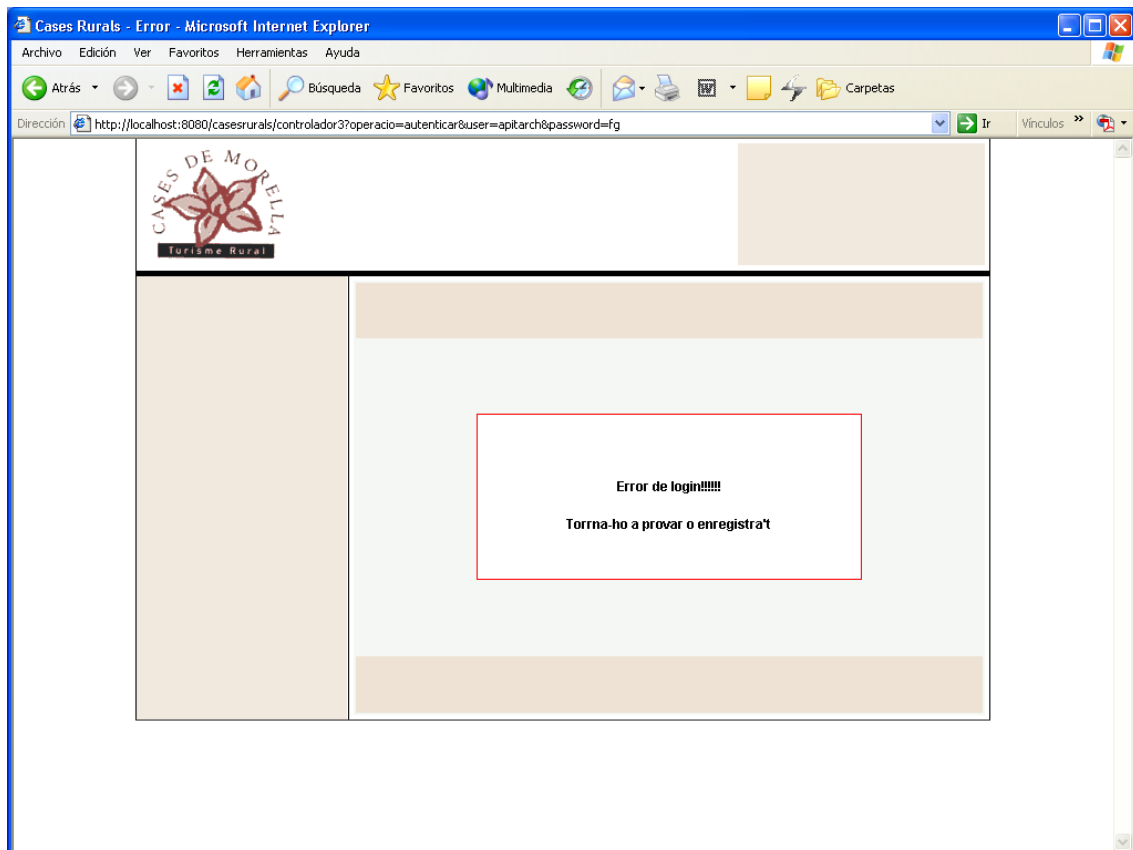 Cases Rurals - Error - Microsoft Internet Explorer
Archivo Edición Ver Favoritos Herramientas Ayuda
Atrás Búsqueda Favoritos Multimedia Carpetas
Dirección http://localhost:8080/casesrurals/controlador3?operacio=autenticar&user=apitarch&password=fg Ir Vínculos »
CASES DE MORELLA
Turisme Rural
Error de login!!!!!!
Torrna-ho a provar o enregistra't